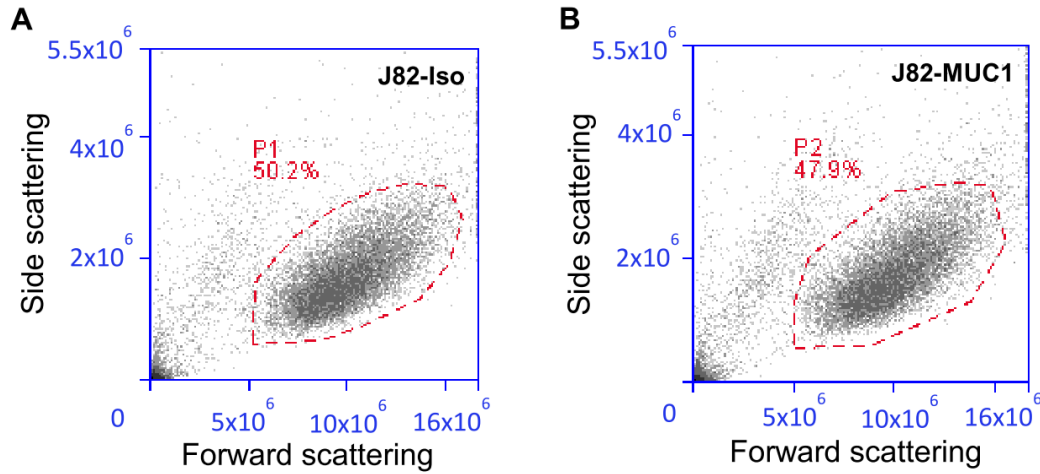 A
J82-Iso
5.5x10^6
4x10^6
2x10^6
0
5x10^6
10x10^6
16x10^6
P1
50.2%
Side scattering
Forward scattering
B
J82-MUC1
5.5x10^6
4x10^6
2x10^6
0
5x10^6
10x10^6
16x10^6
P2
47.9%
Side scattering
Forward scattering